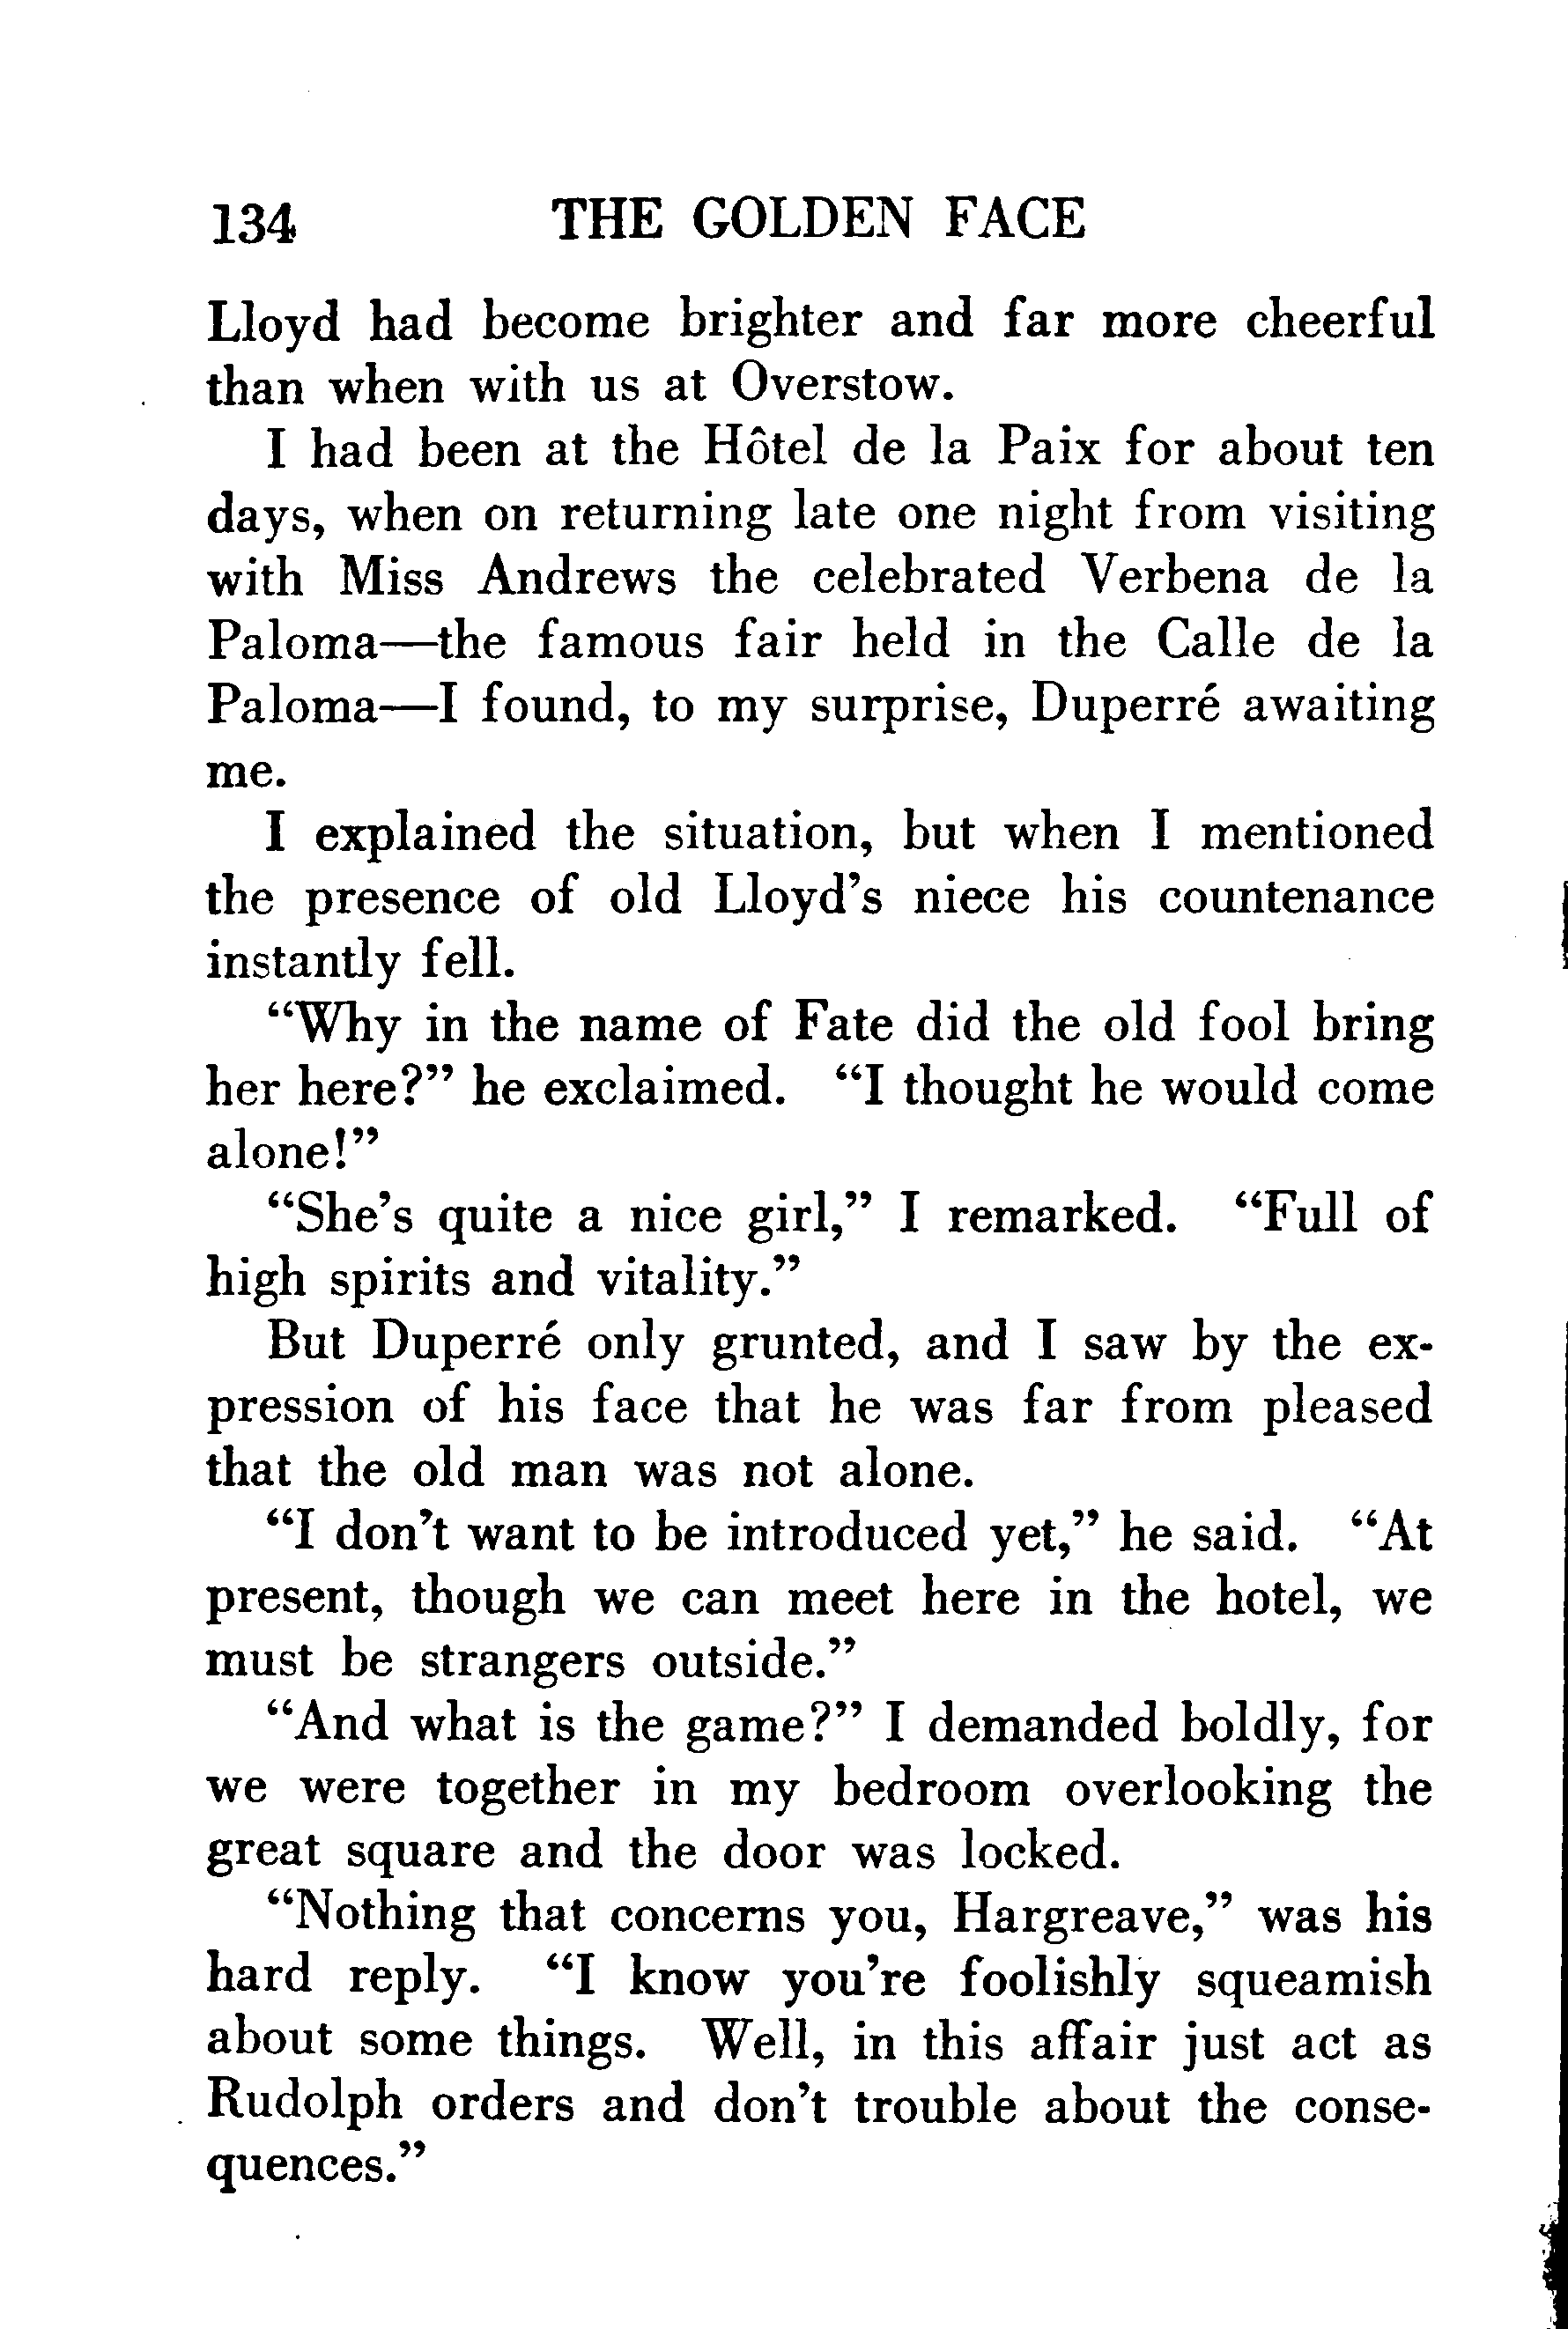 134 THE GOLDEN FACE
Lloyd had become brighter and far more cheerful
than when with us at Overstow.
I had been at the Hôtel de la Paix for about ten
days, when on returning late one night from visiting
with Miss Andrews the celebrated Verbena de la
Paloma—the famous fair held in the Calle de la
Paloma—I found, to my surprise, Duperré awaiting
me.
I explained the situation, but when I mentioned
the presence of old Lloyd’s niece his countenance
instantly fell.
“Why in the name of Fate did the old fool bring
her here?” he exclaimed. “I thought he would come
alone!”
“She’s quite a nice girl,” I remarked. “Full of
high spirits and vitality.”
But Duperré only grunted, and I saw by the ex-
pression of his face that he was far from pleased
that the old man was not alone.
“I don’t want to be introduced yet,” he said. “At
present, though we can meet here in the hotel, we
must be strangers outside.”
“And what is the game?” I demanded boldly, for
we were together in my bedroom overlooking the
great square and the door was locked.
“Nothing that concerns you, Hargreave,” was his
hard reply. “I know you’re foolishly squeamish
about some things. Well, in this affair just act as
Rudolph orders and don’t trouble about the conse-
quences.”